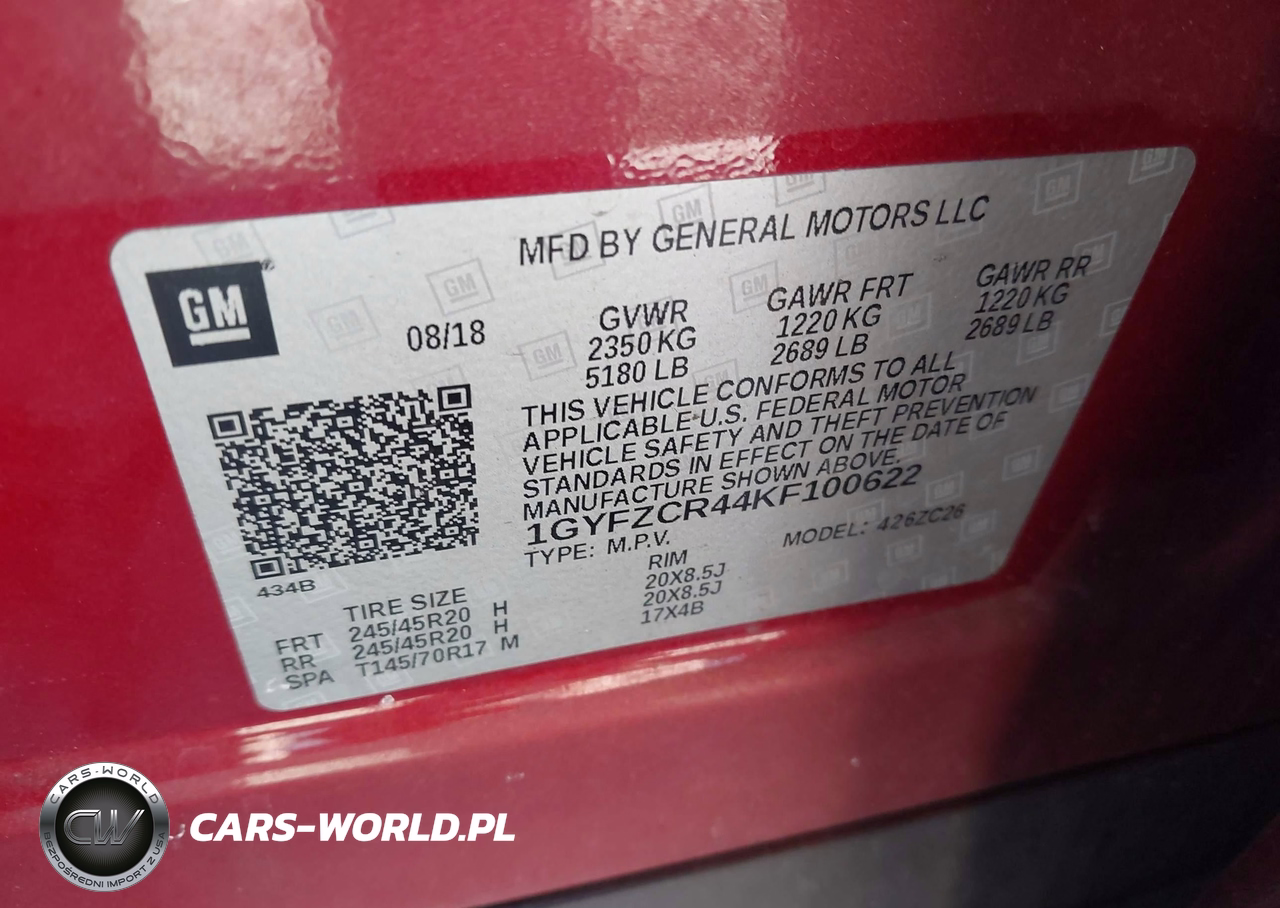 MFD BY GENERAL MOTORS LLC
GM
08/18
GVWR
2350 KG
5180 LB
GAWR FRT
1220 KG
2689 LB
GAWR RR
1220 KG
2689 LB
THIS VEHICLE CONFORMS TO ALL
APPLICABLE U.S. FEDERAL MOTOR
VEHICLE SAFETY AND THEFT PREVENTION
STANDARDS IN EFFECT ON THE DATE OF
MANUFACTURE SHOWN ABOVE.
1GYFZCR44KF100622
TYPE: M.P.V. MODEL: 426ZC26
434B
TIRE SIZE RIM
FRT 245/45R20 H 20X8.5J
RR 245/45R20 H 20X8.5J
SPA T145/70R17 M 17X4B
CARS-WORLD
CW
BEZPOŚREDNI IMPORT Z USA
CARS-WORLD.PL